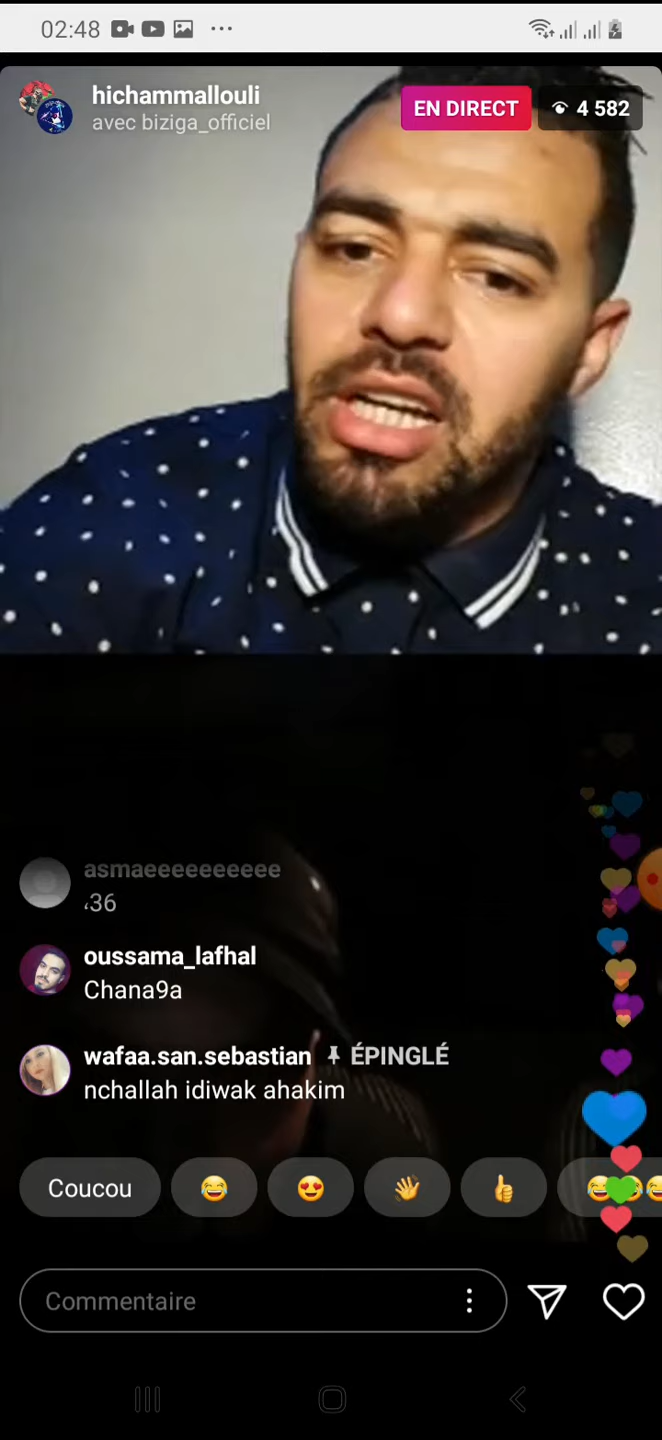 02:48
hichammallouli
avec biziga_officiel
EN DIRECT
4 582
asmaeeeeeeeeeee
،36
oussama_lafhal
Chana9a
wafaa.san.sebastian ÉPINGLÉ
nchallah idiwak ahakim
Coucou
Commentaire